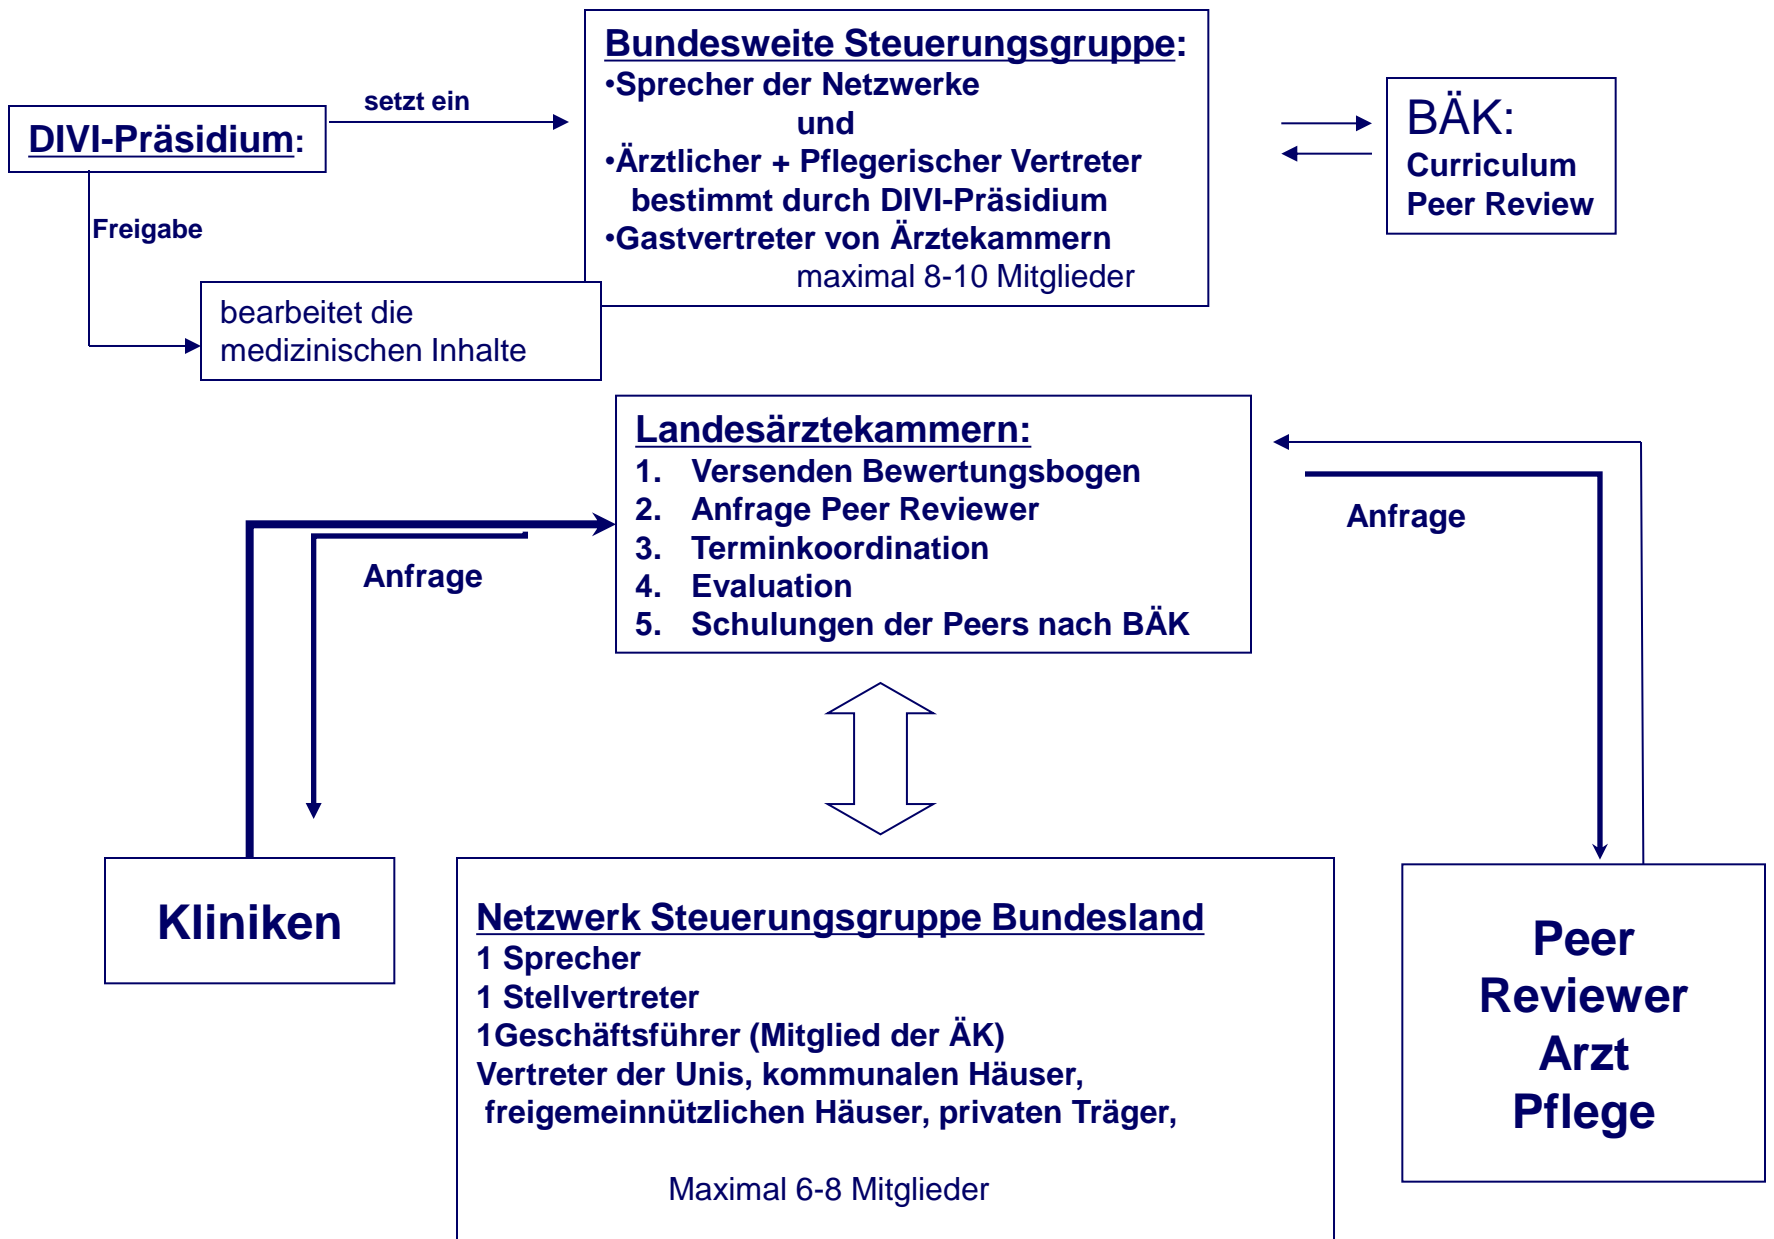 Bundesweite Steuerungsgruppe:
•Sprecher der Netzwerke
und
•Ärztlicher + Pflegerischer Vertreter
bestimmt durch DIVI-Präsidium
•Gastvertreter von Ärztekammern
maximal 8-10 Mitglieder
setzt ein
DIVI-Präsidium:
BÄK:
Curriculum
Peer Review
Freigabe
bearbeitet die
medizinischen Inhalte
Landesärztekammern:
1. Versenden Bewertungsbogen
2. Anfrage Peer Reviewer
3. Terminkoordination
4. Evaluation
5. Schulungen der Peers nach BÄK
Anfrage
Anfrage
Kliniken
Netzwerk Steuerungsgruppe Bundesland
1 Sprecher
1 Stellvertreter
1Geschäftsführer (Mitglied der ÄK)
Vertreter der Unis, kommunalen Häuser,
freigemeinnützlichen Häuser, privaten Träger,
Maximal 6-8 Mitglieder
Peer
Reviewer
Arzt
Pflege